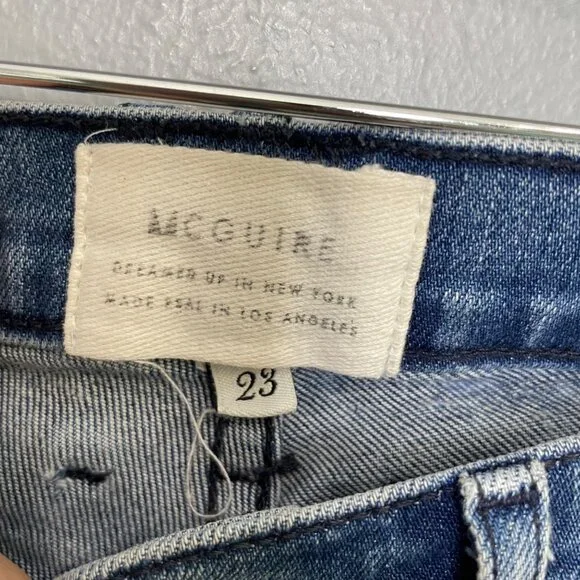 MCGUIRE
DREAMED UP IN NEW YORK
MADE REAL IN LOS ANGELES
23